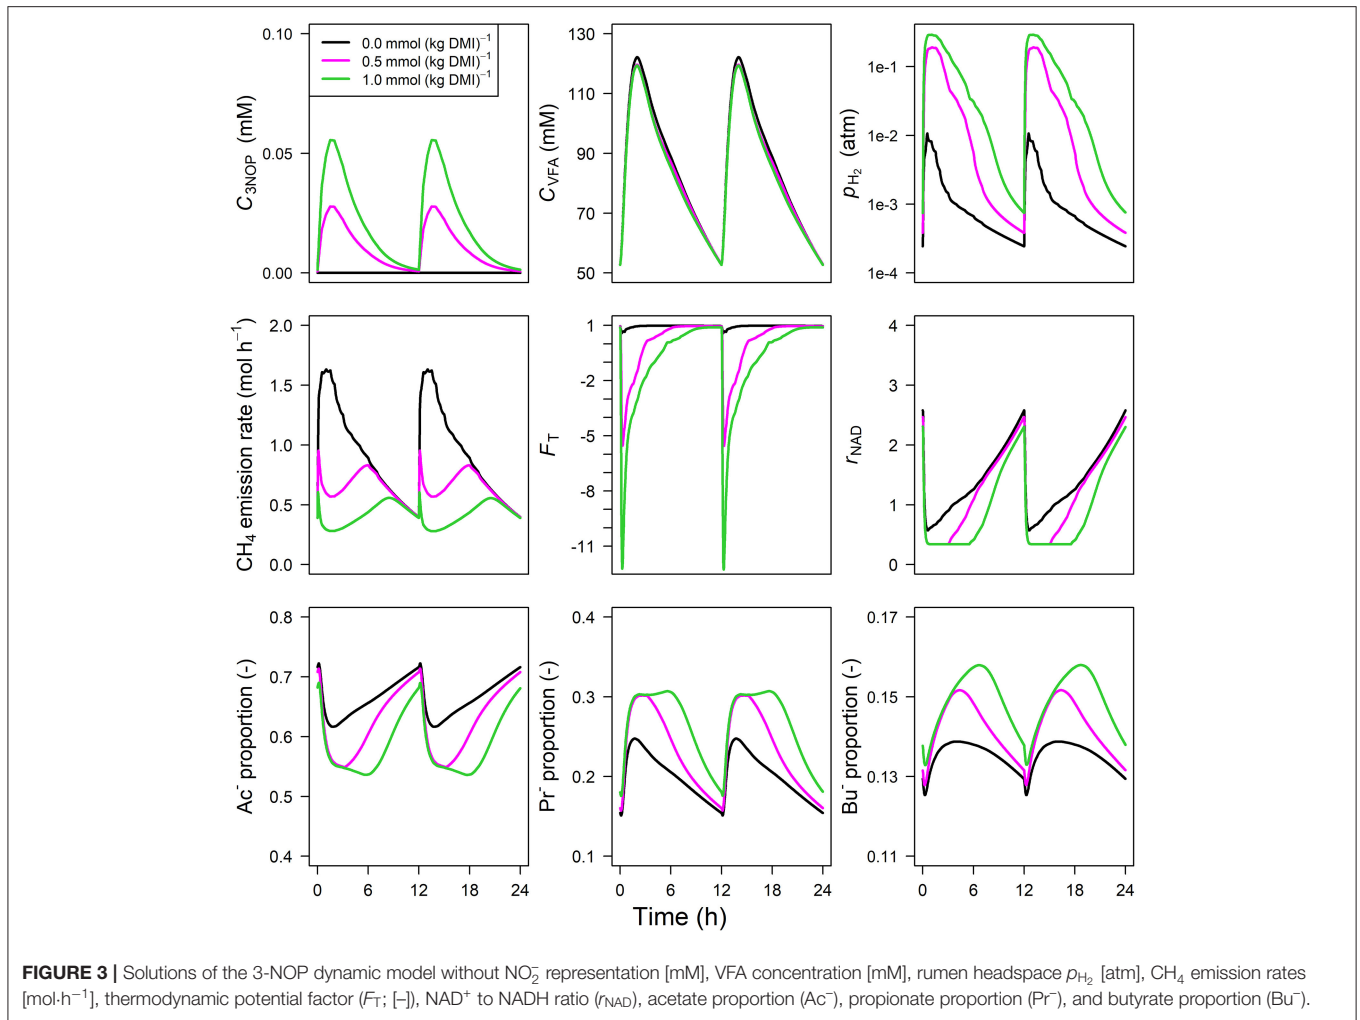 0.0 mmol (kg DMI)⁻¹
0.5 mmol (kg DMI)⁻¹
1.0 mmol (kg DMI)⁻¹
C3NOP (mM)
0.10
0.05
0.00
CVFA (mM)
130
110
90
70
50
pH2 (atm)
1e-1
1e-2
1e-3
1e-4
CH4 emission rate (mol h⁻¹)
2.0
1.5
1.0
0.5
0.0
FT
1
-2
-5
-8
-11
rNAD
4
3
2
1
0
Ac⁻ proportion (-)
0.8
0.7
0.6
0.5
0.4
Pr⁻ proportion (-)
0.4
0.3
0.2
0.1
Bu⁻ proportion (-)
0.17
0.15
0.13
0.11
0 6 12 18 24
0 6 12 18 24
0 6 12 18 24
Time (h)
FIGURE 3 | Solutions of the 3-NOP dynamic model without NO₂⁻ representation [mM], VFA concentration [mM], rumen headspace pH₂ [atm], CH₄ emission rates
[mol·h⁻¹], thermodynamic potential factor (FT; [–]), NAD⁺ to NADH ratio (rNAD), acetate proportion (Ac⁻), propionate proportion (Pr⁻), and butyrate proportion (Bu⁻).